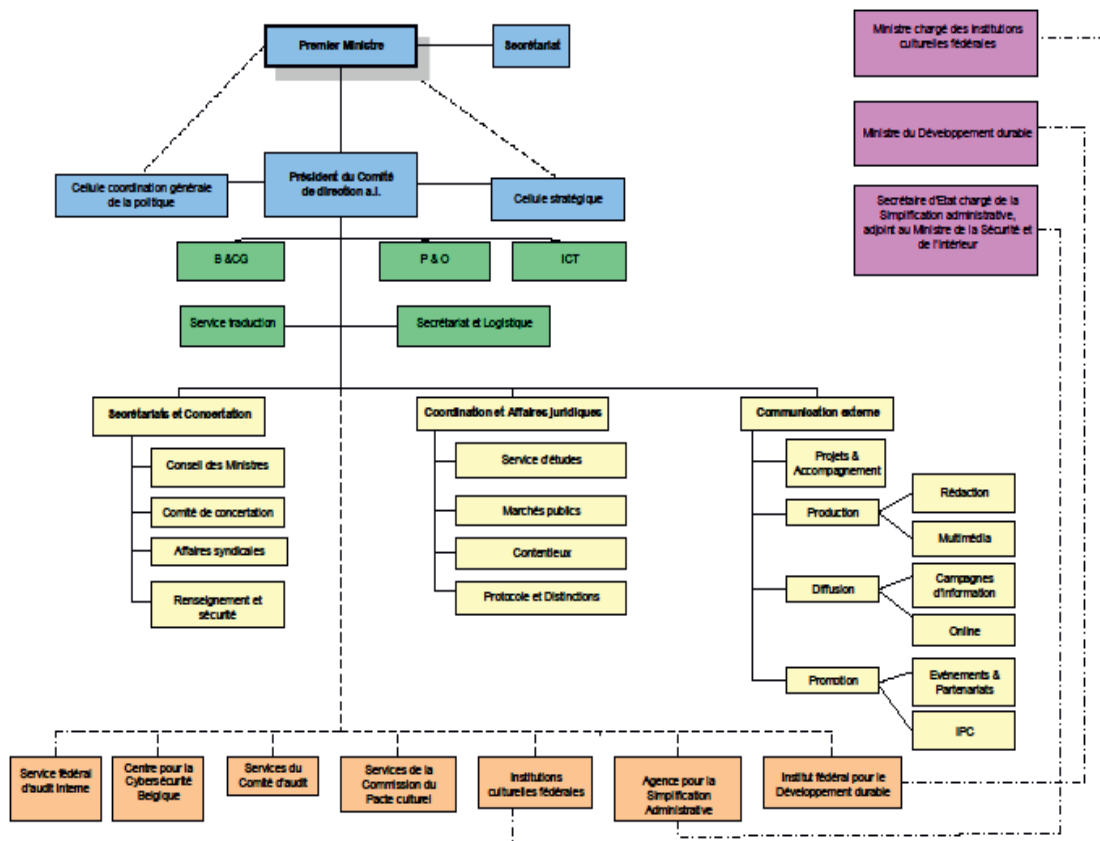 Premier Ministre
Secrétariat
Ministre chargé des Institutions
culturelles fédérales
Ministre du Développement durable
Cellule coordination générale
de la politique
Président du Comité
de direction a.i.
Cellule stratégique
Secrétaire d'Etat chargé de la
Simplification administrative,
adjoint au Ministre de la Sécurité et
de l'Intérieur
B &CG
P & O
ICT
Service traduction
Secrétariat et Logistique
Secrétariats et Concertation
Conseil des Ministres
Comité de concertation
Affaires syndicales
Renseignement et
sécurité
Coordination et Affaires juridiques
Service d'études
Marchés publics
Contentieux
Protocole et Distinctions
Communication externe
Projets &
Accompagnement
Production
Rédaction
Multimédia
Diffusion
Campagnes
d'information
Online
Promotion
Evénements &
Partenariats
IPC
Service fédéral
d'audit interne
Centre pour la
Cybersécurité
Belgique
Services du
Comité d'audit
Services de la
Commission du
Pacte culturel
Institutions
culturelles fédérales
Agence pour la
Simplification
Administrative
Institut fédéral pour le
Développement durable